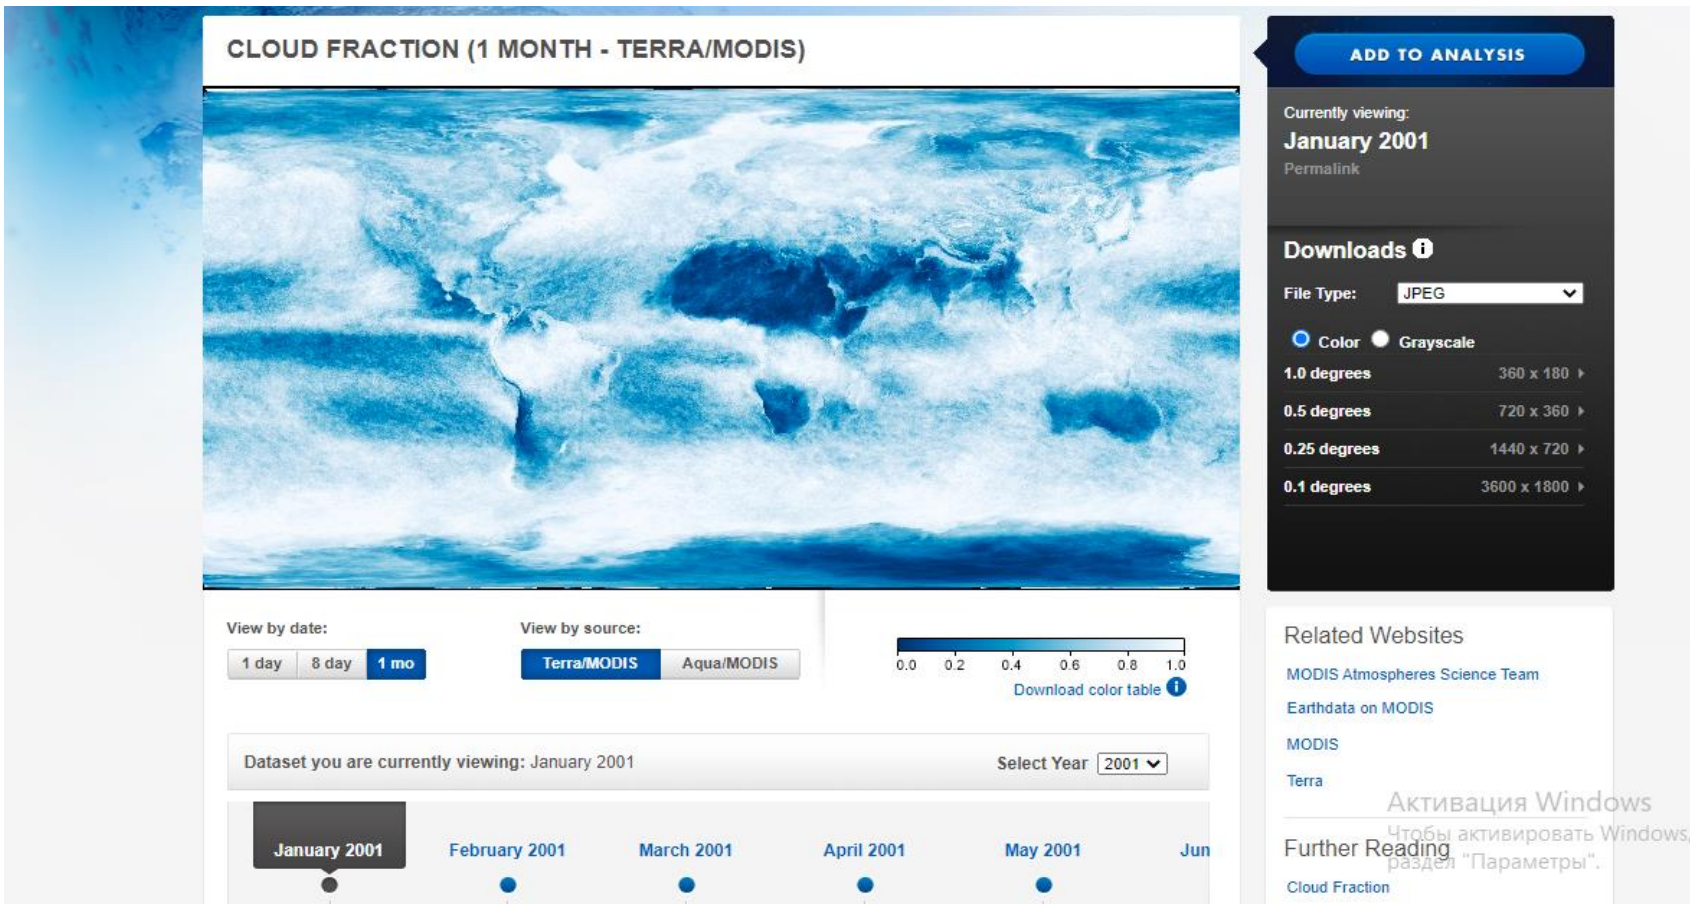 CLOUD FRACTION (1 MONTH - TERRA/MODIS)
ADD TO ANALYSIS
Currently viewing:
January 2001
Permalink
Downloads
File Type: JPEG
Color Grayscale
1.0 degrees 360 x 180
0.5 degrees 720 x 360
0.25 degrees 1440 x 720
0.1 degrees 3600 x 1800
View by date:
1 day 8 day 1 mo
View by source:
Terra/MODIS Aqua/MODIS
0.0 0.2 0.4 0.6 0.8 1.0
Download color table
Dataset you are currently viewing: January 2001
Select Year 2001
January 2001 February 2001 March 2001 April 2001 May 2001 Jun
Related Websites
MODIS Atmospheres Science Team
Earthdata on MODIS
MODIS
Terra
Активация Windows
Чтобы активировать Windows,
раздел "Параметры".
Further Reading
Cloud Fraction